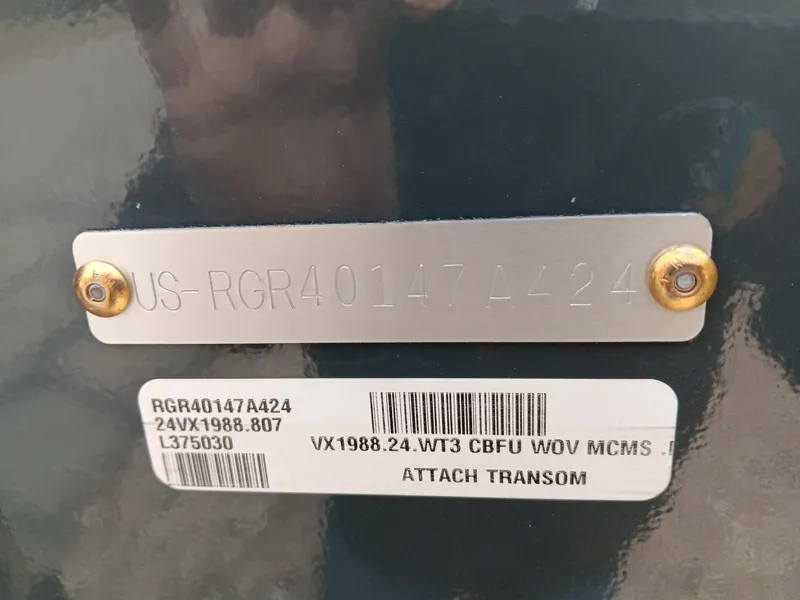 US-RGR40147A424
RGR40147A424
24VX1988.807
L375030
VX1988.24.WT3 CBFU WOV MCMS
ATTACH TRANSOM